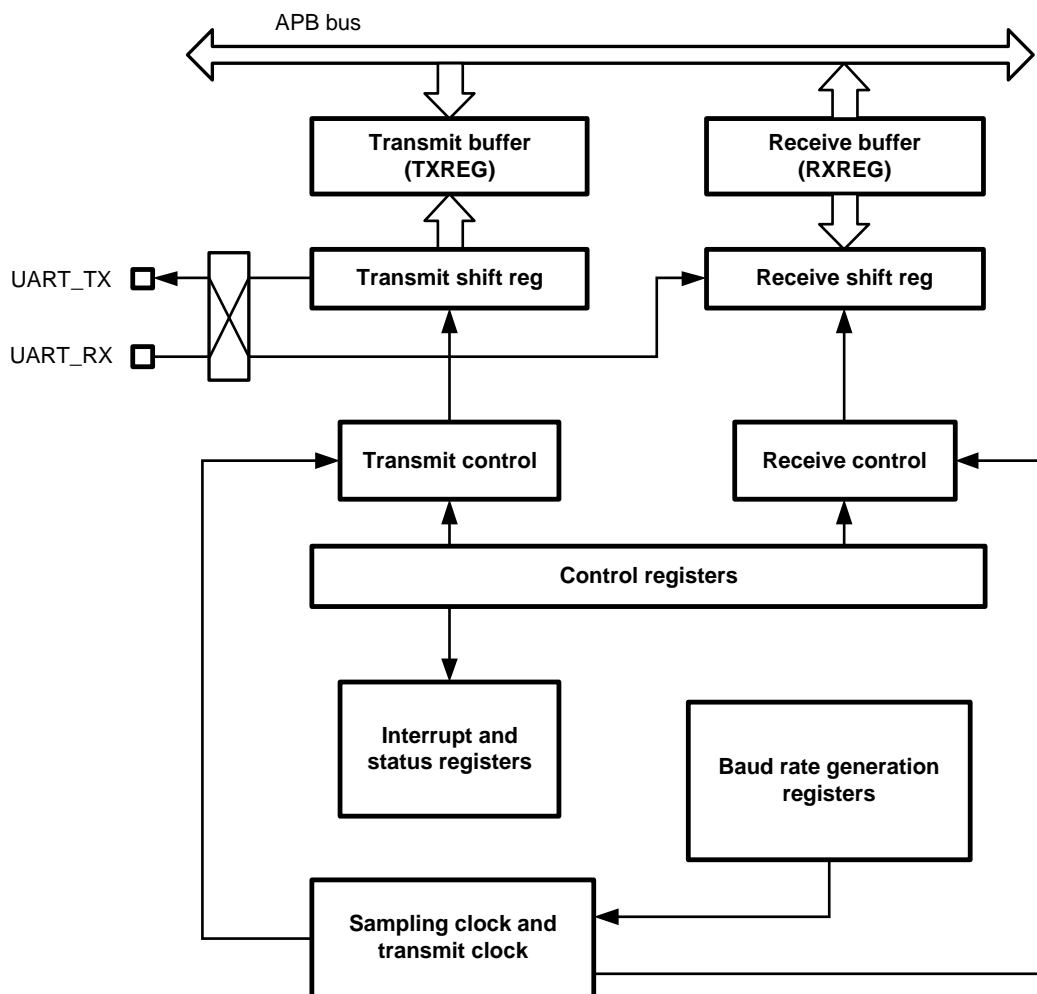 APB bus
Transmit buffer
(TXREG)
Receive buffer
(RXREG)
UART_TX
Transmit shift reg
Receive shift reg
UART_RX
Transmit control
Receive control
Control registers
Interrupt and
status registers
Baud rate generation
registers
Sampling clock and
transmit clock